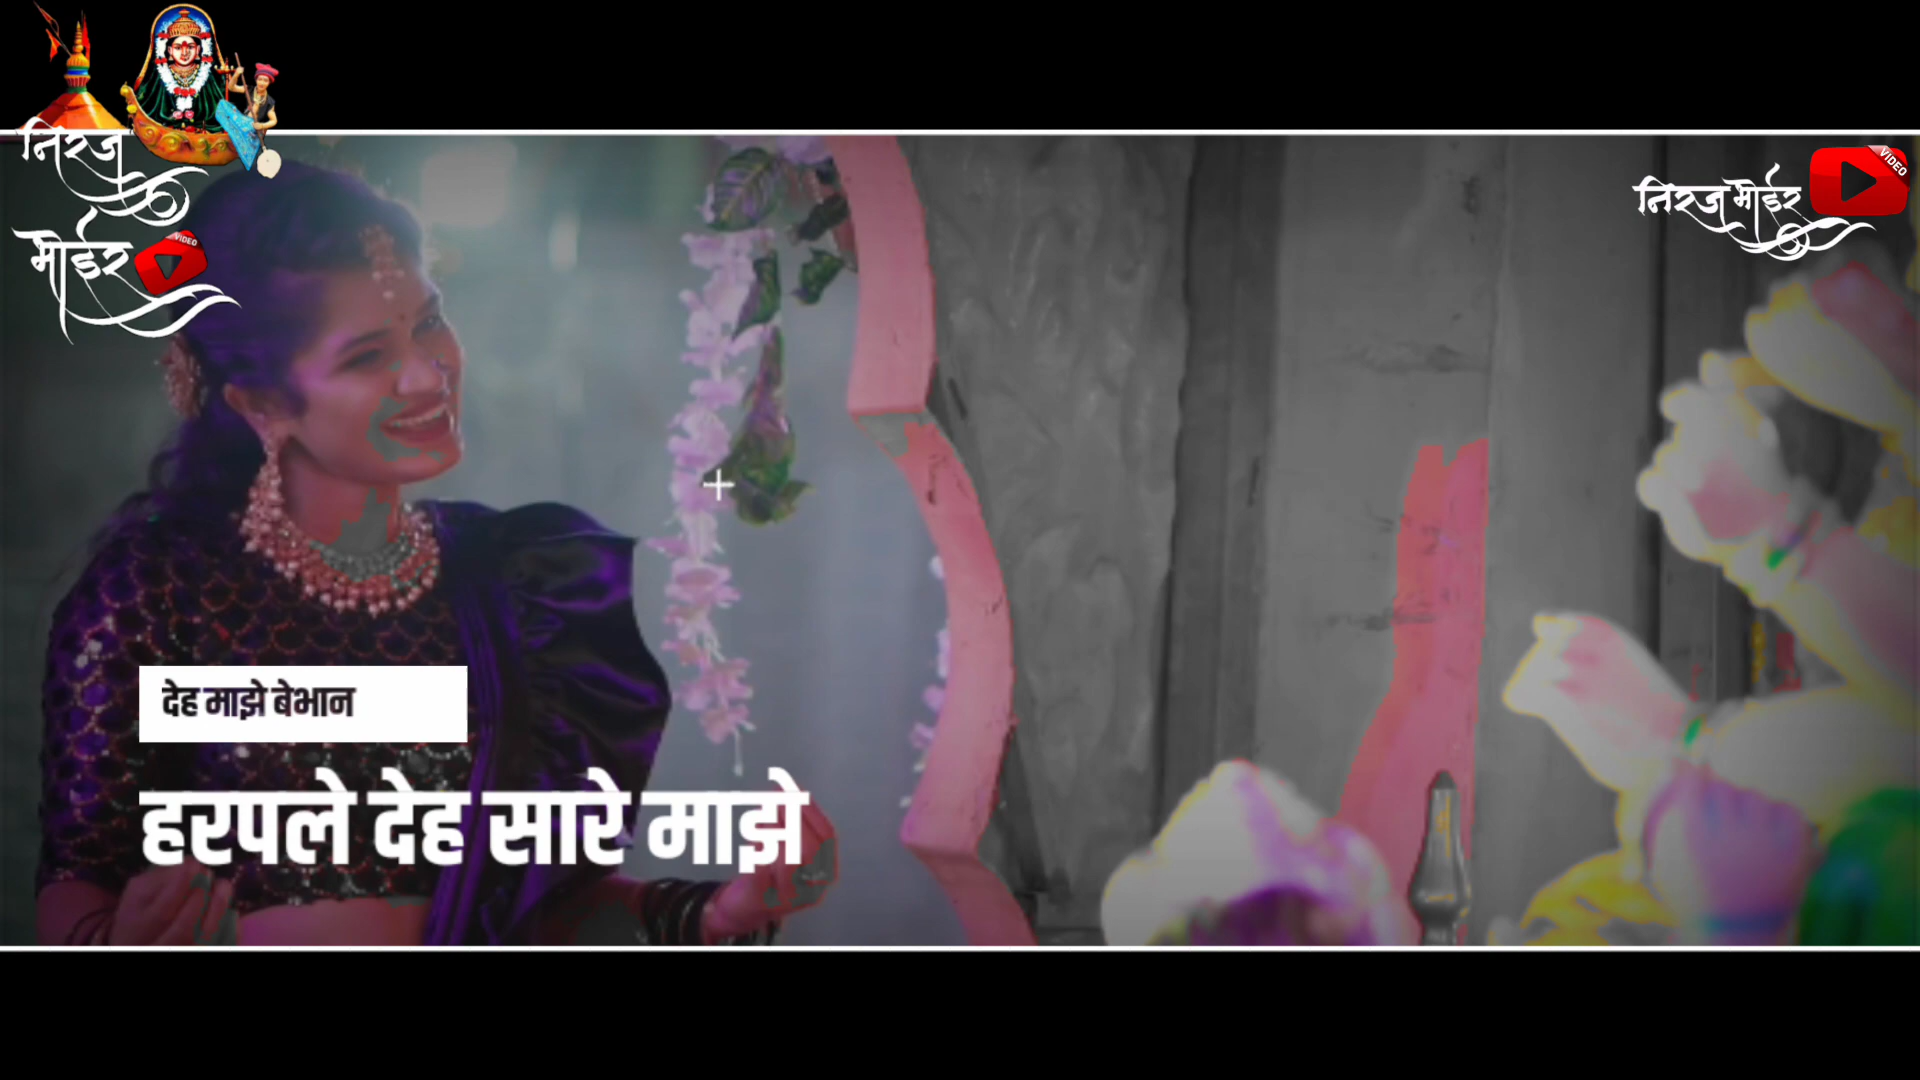 निरज
मोईर
VIDEO
निरज मोईर
VIDEO
देह माझे बेभान
हरपले देह सारे माझे